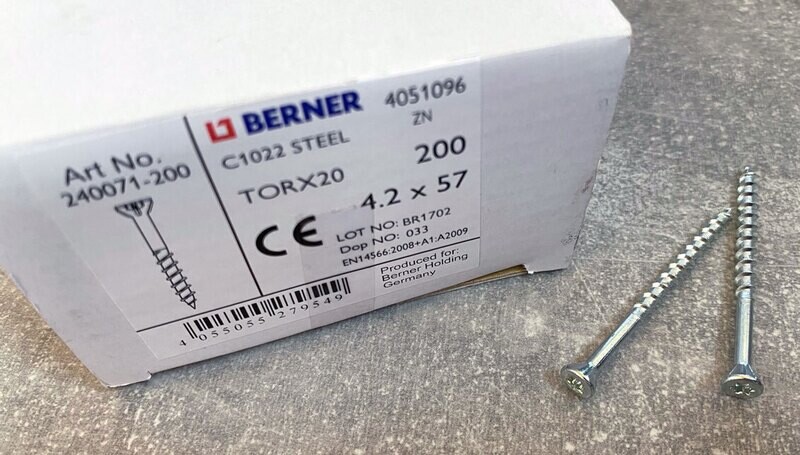 Art No.
240071-200
BERNER
4051096
C1022 STEEL
ZN
TORX20
200
4.2 x 57
CE
LOT NO: BR1702
Dop NO: 033
EN14566:2008+A1:A2009
Produced for:
Berner Holding
Germany
4 055055 279549